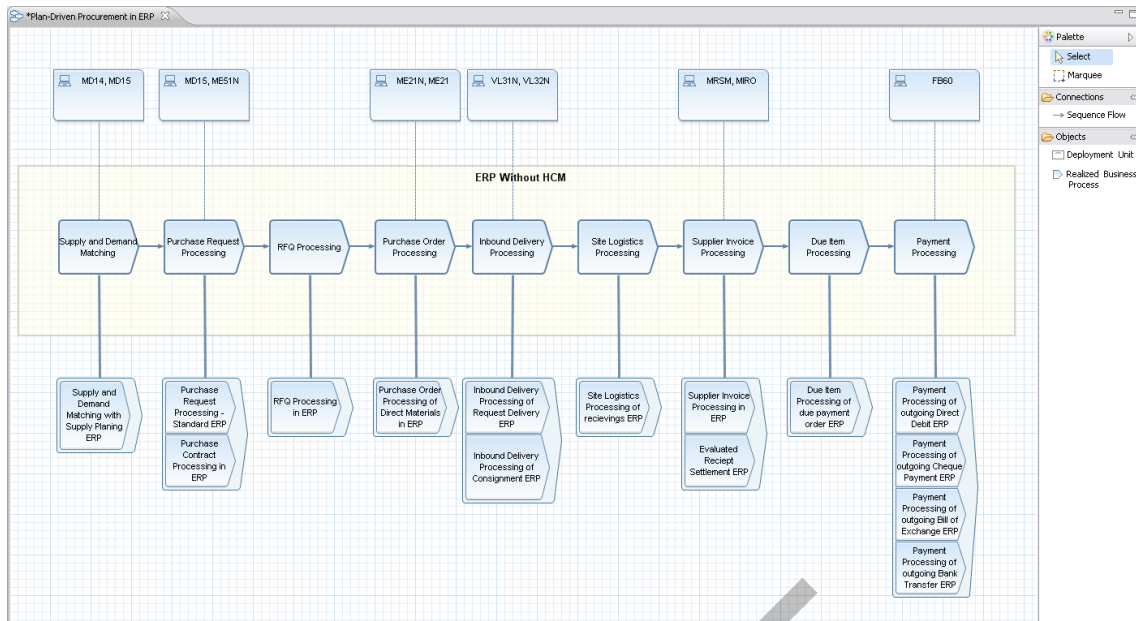 *Plan-Driven Procurement in ERP
Palette
Select
Marquee
Connections
Sequence Flow
Objects
Deployment Unit
Realized Business
Process
MD14, MD15
MD15, ME51N
ME21N, ME21
VL31N, VL32N
MRSM, MIRO
FB60
ERP Without HCM
Supply and Demand
Matching
Purchase Request
Processing
RFQ Processing
Purchase Order
Processing
Inbound Delivery
Processing
Site Logistics
Processing
Supplier Invoice
Processing
Due Item
Processing
Payment
Processing
Supply and
Demand
Matching with
Supply Planing
ERP
Purchase
Request
Processing -
Standard ERP
Purchase
Contract
Processing in
ERP
RFQ Processing
in ERP
Purchase Order
Processing of
Direct Materials
in ERP
Inbound Delivery
Processing of
Request Delivery
ERP
Inbound Delivery
Processing of
Consignment ERP
Site Logistics
Processing of
recievings ERP
Supplier Invoice
Processing in
ERP
Evaluated
Reciept
Settlement ERP
Due Item
Processing of
due payment
order ERP
Payment
Processing of
outgoing Direct
Debit ERP
Payment
Processing of
outgoing Cheque
Payment ERP
Payment
Processing of
outgoing Bill of
Exchange ERP
Payment
Processing of
outgoing Bank
Transfer ERP